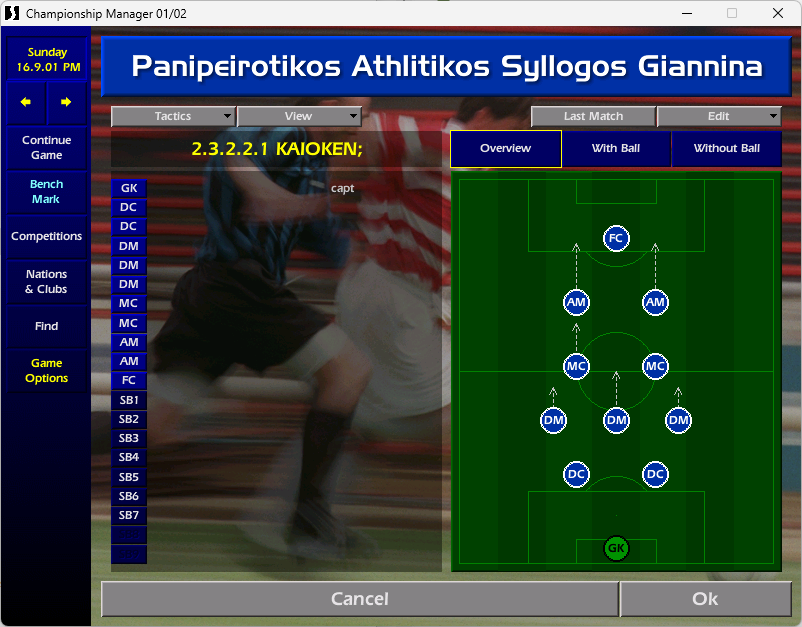 Championship Manager 01/02
Sunday
16.9.01 PM
Panipeirotikos Athlitikos Syllogos Giannina
Tactics
View
Last Match
Edit
Continue
Game
Bench
Mark
Competitions
Nations
& Clubs
Find
Game
Options
2.3.2.2.1 KAIOKEN;
Overview
With Ball
Without Ball
GK capt
DC
DC
DM
DM
DM
MC
MC
AM
AM
FC
SB1
SB2
SB3
SB4
SB5
SB6
SB7
FC
AM AM
MC MC
DM DM DM
DC DC
GK
Cancel
Ok